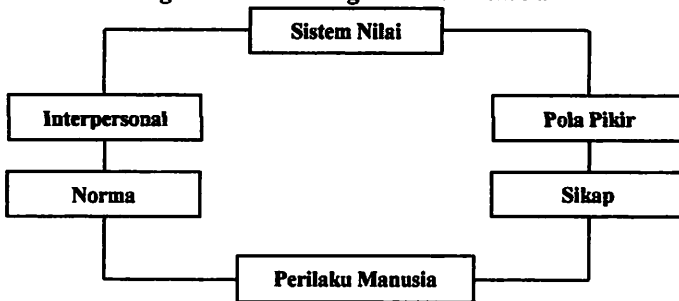 Sistem Nilai
Interpersonal
Pola Pikir
Norma
Sikap
Perilaku Manusia